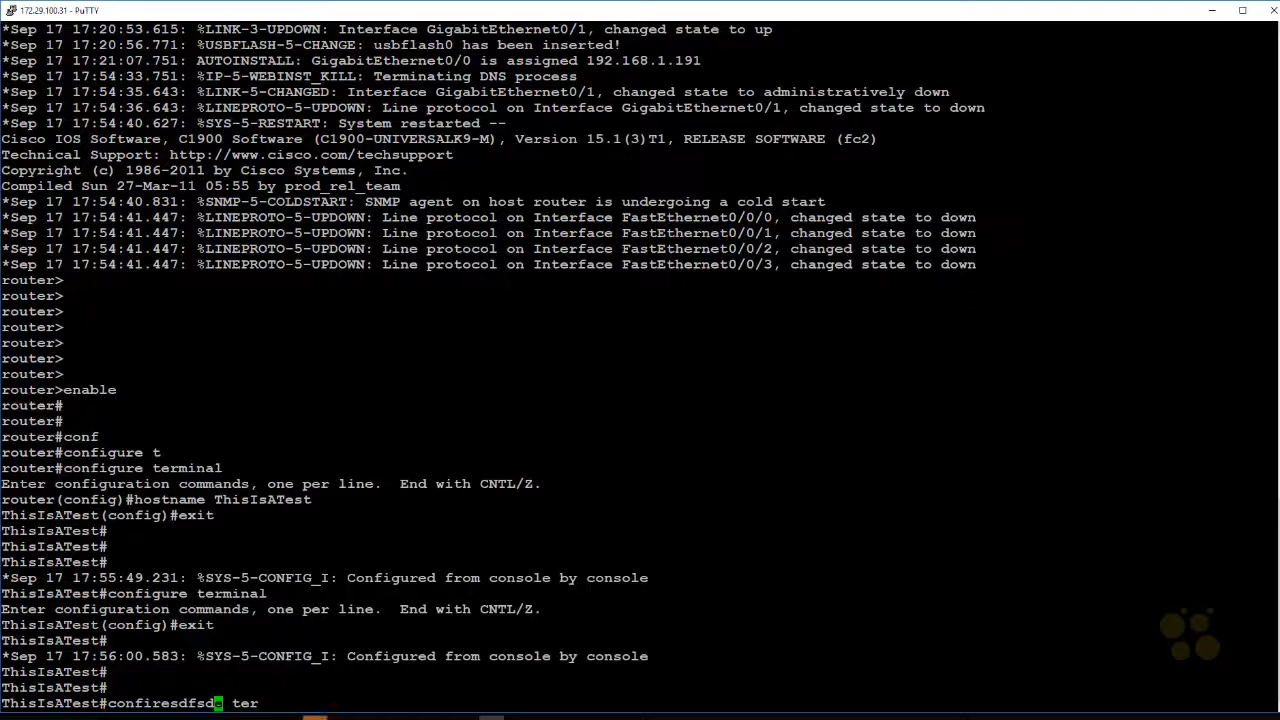 172.29.100.31 - PuTTY
*Sep 17 17:20:53.615: %LINK-3-UPDOWN: Interface GigabitEthernet0/1, changed state to up
*Sep 17 17:20:56.771: %USBFLASH-5-CHANGE: usbflash0 has been inserted!
*Sep 17 17:21:07.751: AUTOINSTALL: GigabitEthernet0/0 is assigned 192.168.1.191
*Sep 17 17:54:33.751: %IP-5-WEBINST_KILL: Terminating DNS process
*Sep 17 17:54:35.643: %LINK-5-CHANGED: Interface GigabitEthernet0/1, changed state to administratively down
*Sep 17 17:54:36.643: %LINEPROTO-5-UPDOWN: Line protocol on Interface GigabitEthernet0/1, changed state to down
*Sep 17 17:54:40.627: %SYS-5-RESTART: System restarted --
Cisco IOS Software, C1900 Software (C1900-UNIVERSALK9-M), Version 15.1(3)T1, RELEASE SOFTWARE (fc2)
Technical Support: http://www.cisco.com/techsupport
Copyright (c) 1986-2011 by Cisco Systems, Inc.
Compiled Sun 27-Mar-11 05:55 by prod_rel_team
*Sep 17 17:54:40.831: %SNMP-5-COLDSTART: SNMP agent on host router is undergoing a cold start
*Sep 17 17:54:41.447: %LINEPROTO-5-UPDOWN: Line protocol on Interface FastEthernet0/0/0, changed state to down
*Sep 17 17:54:41.447: %LINEPROTO-5-UPDOWN: Line protocol on Interface FastEthernet0/0/1, changed state to down
*Sep 17 17:54:41.447: %LINEPROTO-5-UPDOWN: Line protocol on Interface FastEthernet0/0/2, changed state to down
*Sep 17 17:54:41.447: %LINEPROTO-5-UPDOWN: Line protocol on Interface FastEthernet0/0/3, changed state to down
router>
router>
router>
router>
router>
router>
router>
router>enable
router#
router#
router#conf
router#configure t
router#configure terminal
Enter configuration commands, one per line.  End with CNTL/Z.
router(config)#hostname ThisIsATest
ThisIsATest(config)#exit
ThisIsATest#
ThisIsATest#
ThisIsATest#
*Sep 17 17:55:49.231: %SYS-5-CONFIG_I: Configured from console by console
ThisIsATest#configure terminal
Enter configuration commands, one per line.  End with CNTL/Z.
ThisIsATest(config)#exit
ThisIsATest#
*Sep 17 17:56:00.583: %SYS-5-CONFIG_I: Configured from console by console
ThisIsATest#
ThisIsATest#
ThisIsATest#confiresdfsde ter